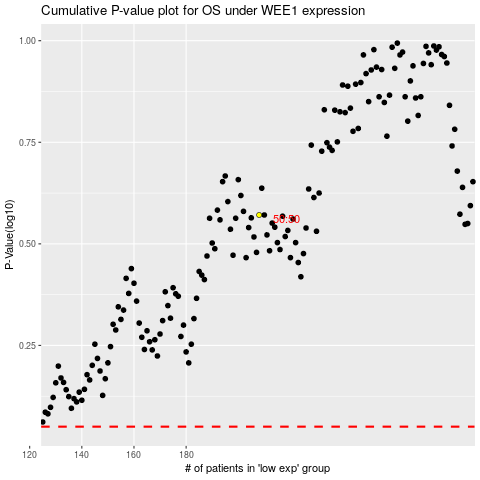 Cumulative P-value plot for OS under WEE1 expression
P-Value(log10)
1.00
0.75
0.50
0.25
50:50
120 140 160 180
# of patients in 'low exp' group